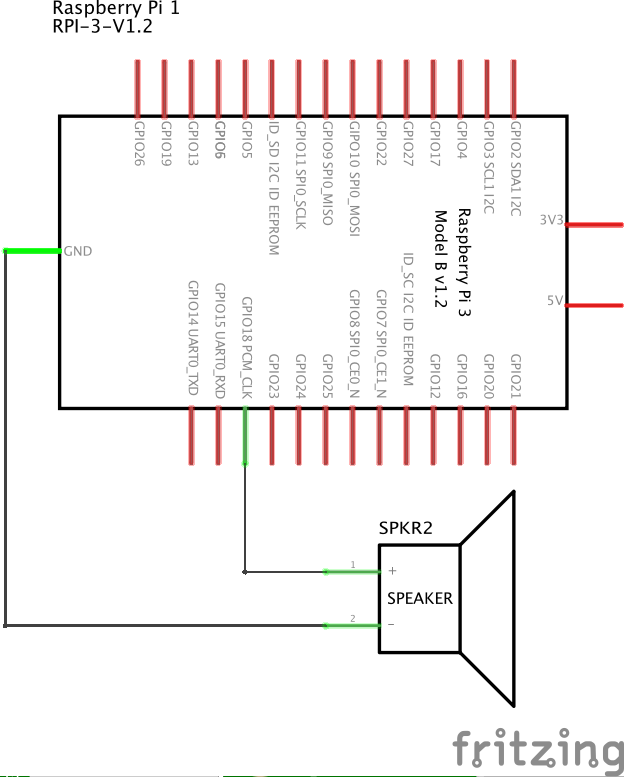 Raspberry Pi 1
RPI-3-V1.2
GPIO26
GPIO19
GPIO13
GPIO6
GPIO5
ID_SD I2C ID EEPROM
GPIO11 SPI0_SCLK
GPIO9 SPI0_MISO
GIPO10 SPI0_MOSI
GPIO22
GPIO27
GPIO17
GPIO4
GPIO3 SCL1 I2C
GPIO2 SDA1 I2C
3V3
5V
GND
Raspberry Pi 3
Model B v1.2
GPIO14 UART0_TXD
GPIO15 UART0_RXD
GPIO18 PCM_CLK
GPIO23
GPIO24
GPIO25
GPIO8 SPI0_CE0_N
GPIO7 SPI0_CE1_N
ID_SC I2C ID EEPROM
GPIO12
GPIO16
GPIO20
GPIO21
SPKR2
1
+
SPEAKER
2
−
fritzing